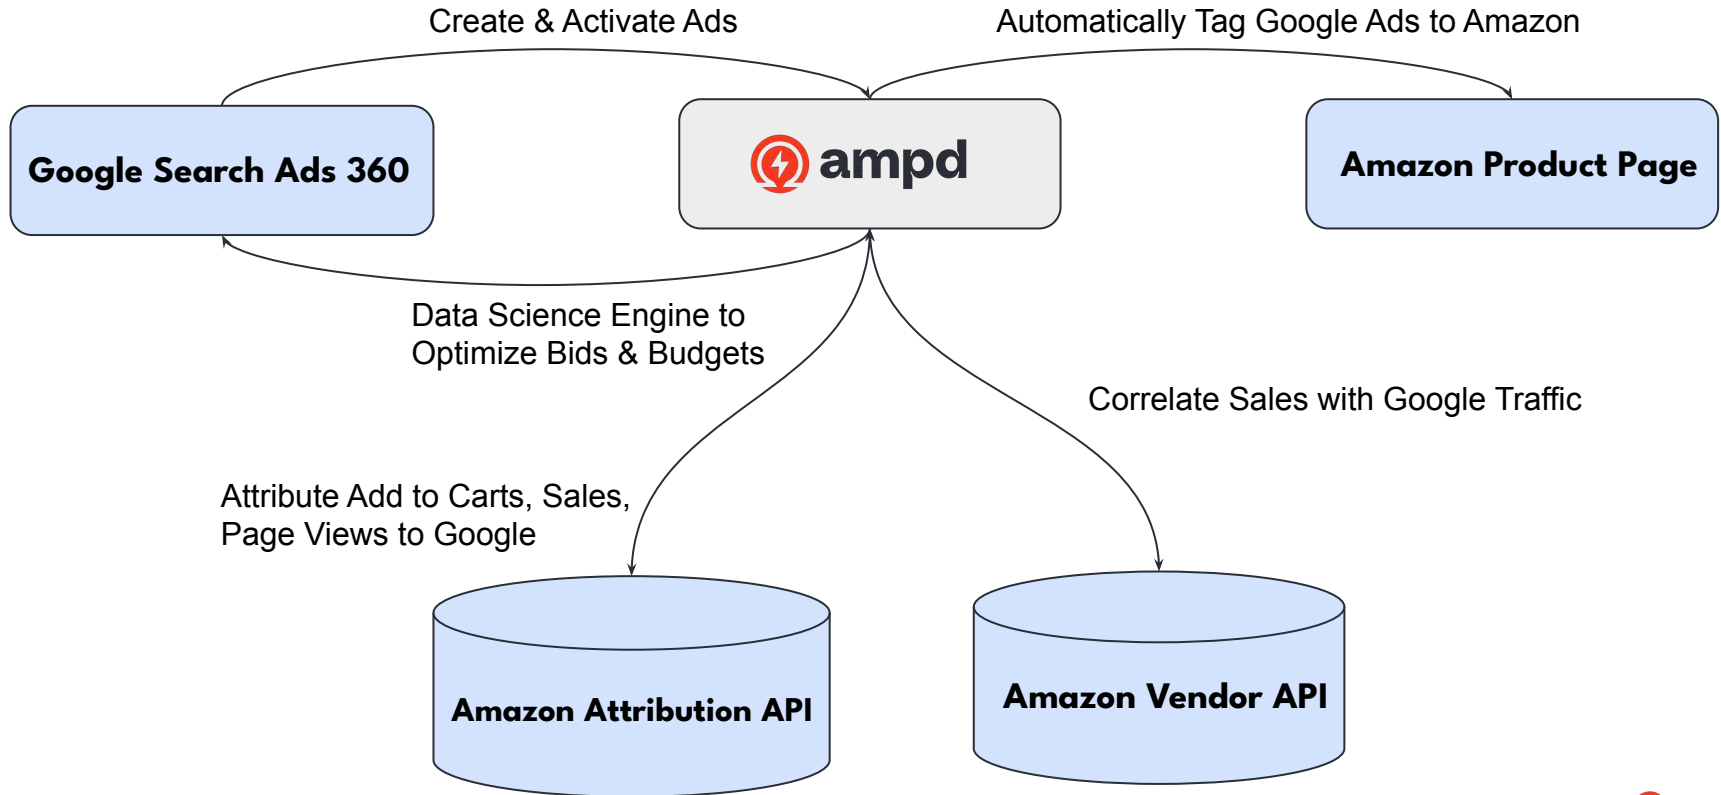 Create & Activate Ads
Automatically Tag Google Ads to Amazon
Google Search Ads 360
ampd
Amazon Product Page
Data Science Engine to
Optimize Bids & Budgets
Correlate Sales with Google Traffic
Attribute Add to Carts, Sales,
Page Views to Google
Amazon Attribution API
Amazon Vendor API